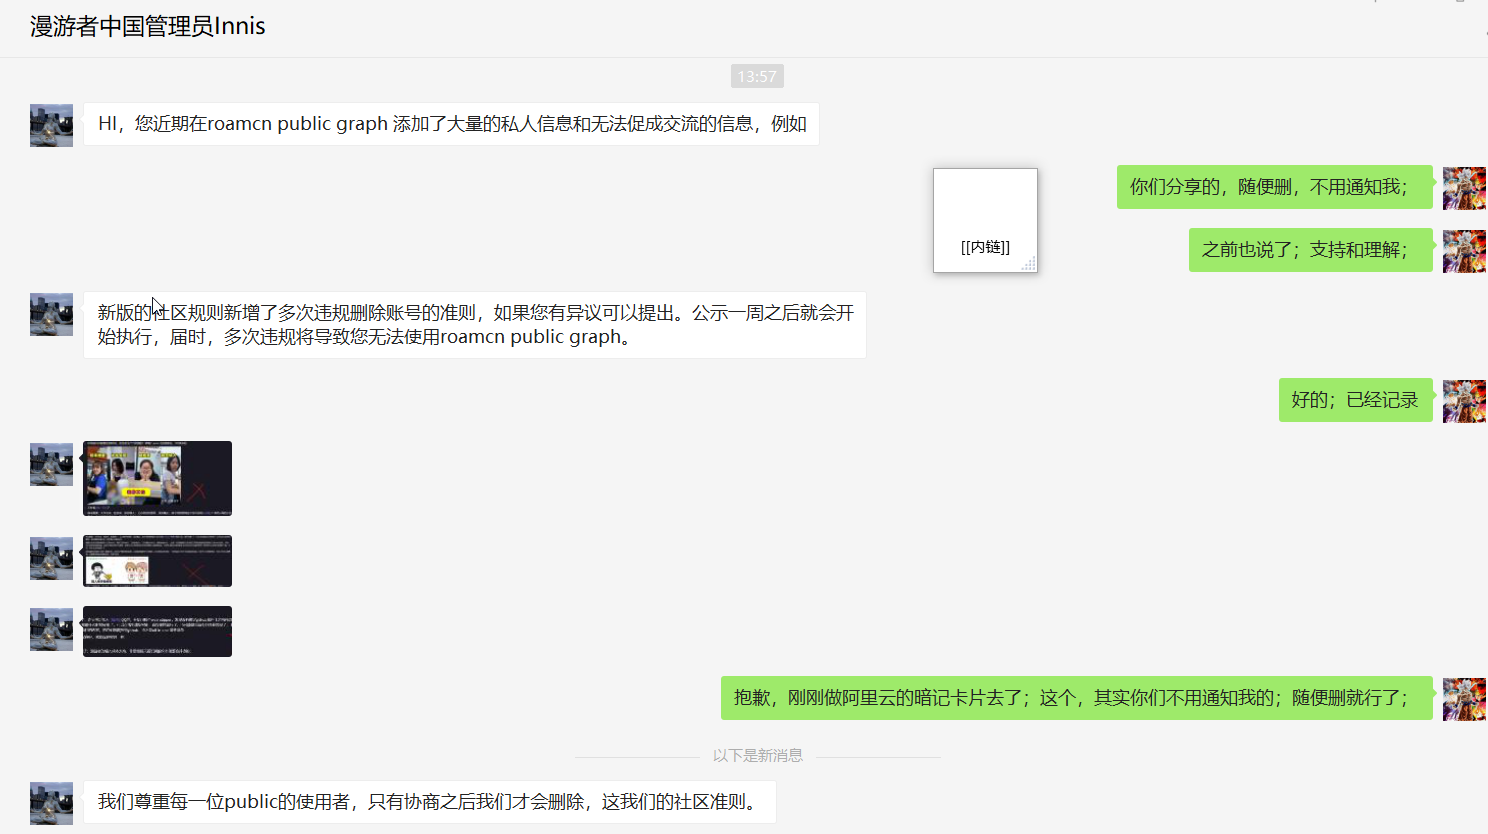 漫游者中国管理员Innis
13:57
HI，您近期在roamcn public graph 添加了大量的私人信息和无法促成交流的信息，例如
你们分享的，随便删，不用通知我；
[[内链]]
之前也说了；支持和理解；
新版的社区规则新增了多次违规删除账号的准则，如果您有异议可以提出。公示一周之后就会开
始执行，届时，多次违规将导致您无法使用roamcn public graph。
好的；已经记录
抱歉，刚刚做阿里云的暗记卡片去了；这个，其实你们不用通知我的；随便删就行了；
以下是新消息
我们尊重每一位public的使用者，只有协商之后我们才会删除，这我们的社区准则。